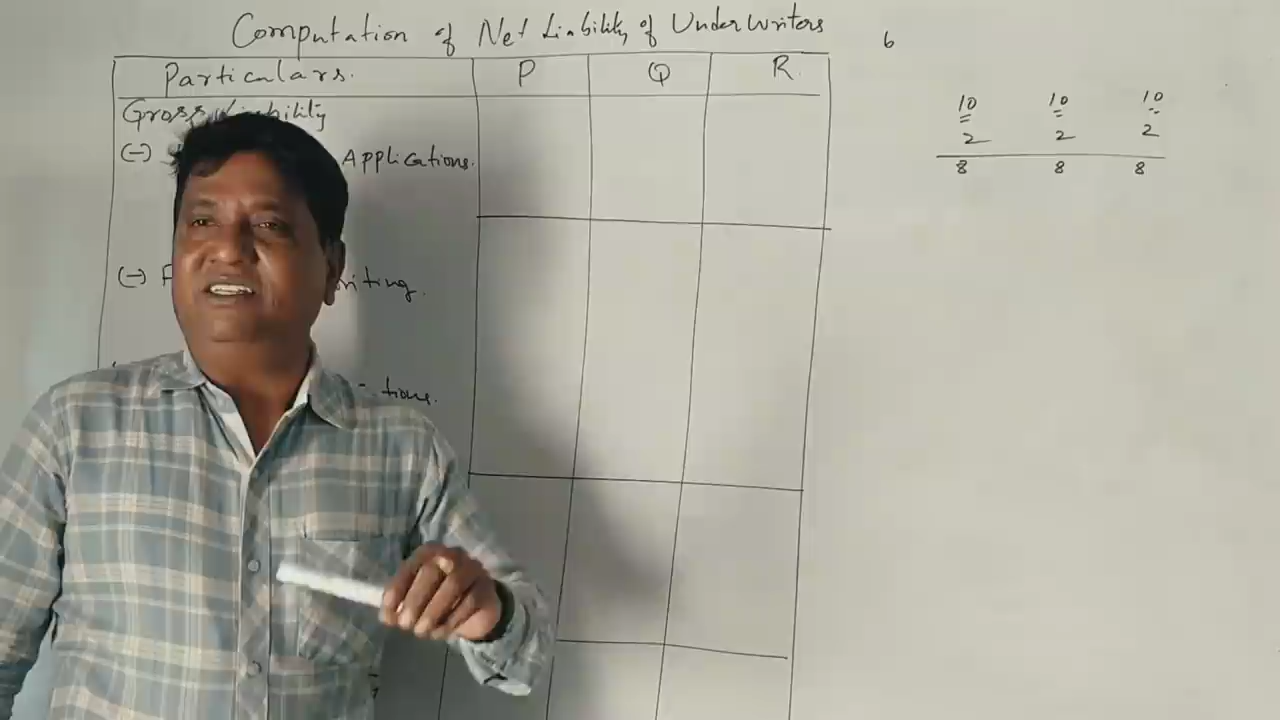 Computation of Net Liability of UnderWriters
6
Particulars. P Q R
Gross Liability
(-) Applications.
(-) F riting.
tions.
10 10 10
2 2 2
8 8 8